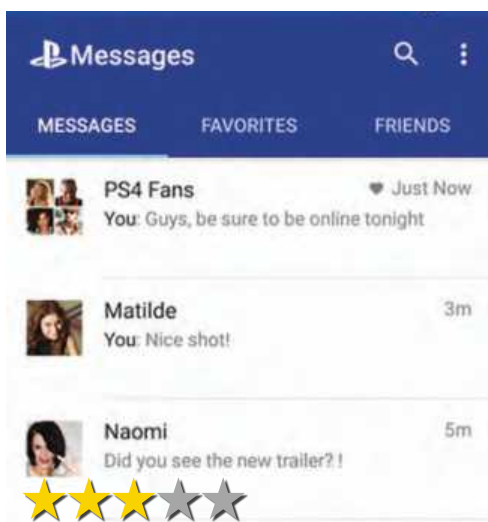 Messages
MESSAGES FAVORITES FRIENDS
PS4 Fans Just Now
You: Guys, be sure to be online tonight
Matilde 3m
You: Nice shot!
Naomi 5m
Did you see the new trailer? !